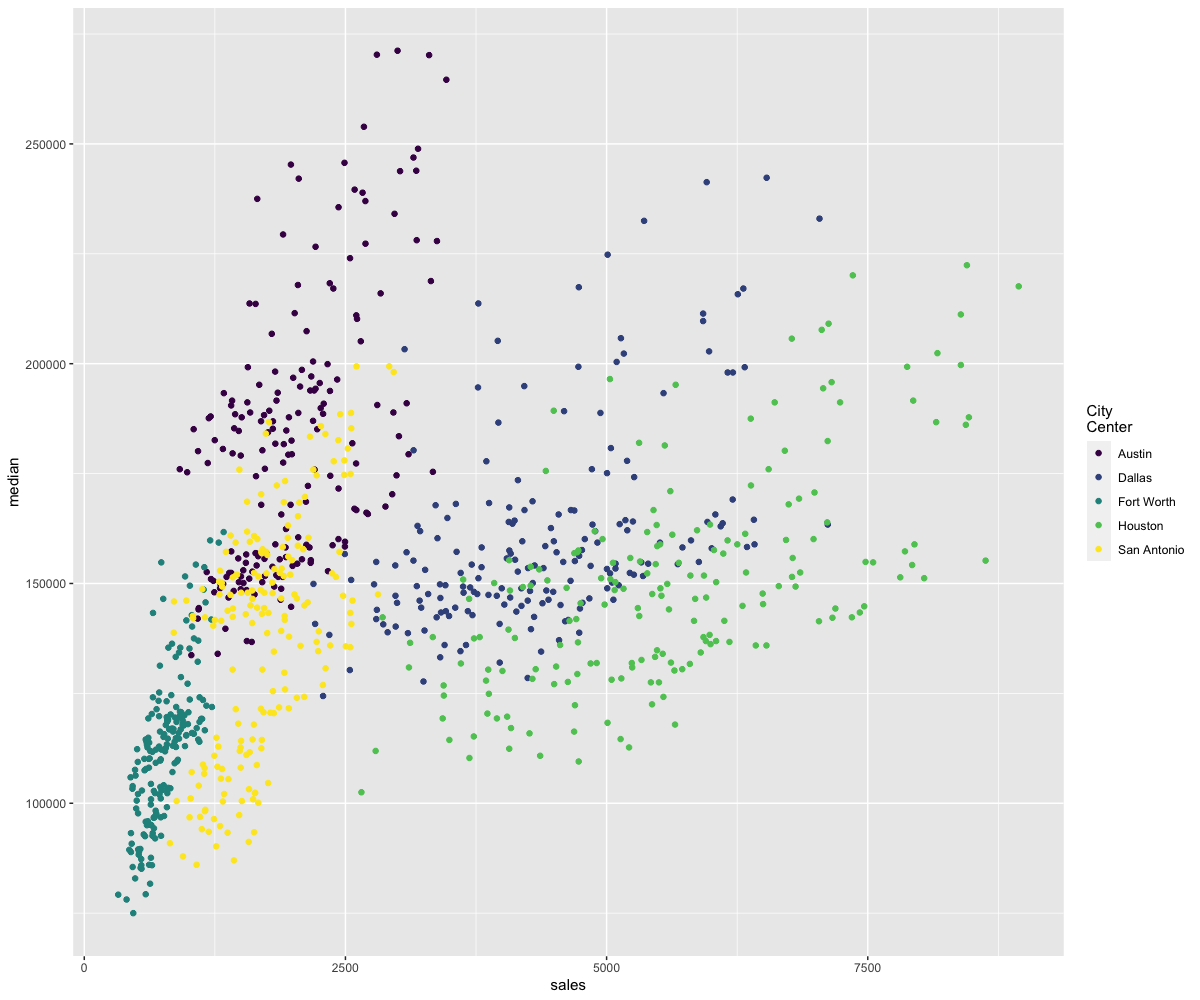 250000
200000
150000
100000
median
0
2500
5000
7500
sales
City
Center
Austin
Dallas
Fort Worth
Houston
San Antonio